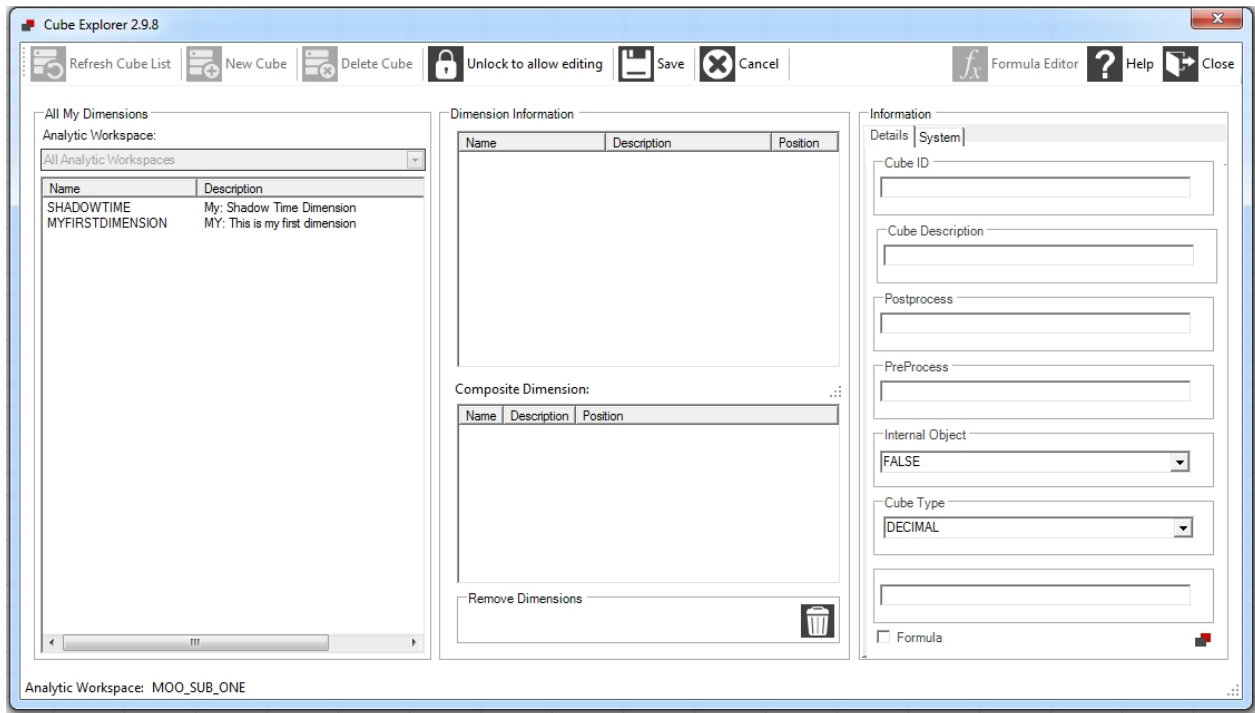 Cube Explorer 2.9.8
Refresh Cube List New Cube Delete Cube Unlock to allow editing Save Cancel Formula Editor Help Close
All My Dimensions
Analytic Workspace:
All Analytic Workspaces
Name Description
SHADOWTIME My: Shadow Time Dimension
MYFIRSTDIMENSION MY: This is my first dimension
Dimension Information
Name Description Position
Composite Dimension:
Name Description Position
Remove Dimensions
Information
Details System
Cube ID
Cube Description
Postprocess
PreProcess
Internal Object
FALSE
Cube Type
DECIMAL
Formula
Analytic Workspace: MOO_SUB_ONE